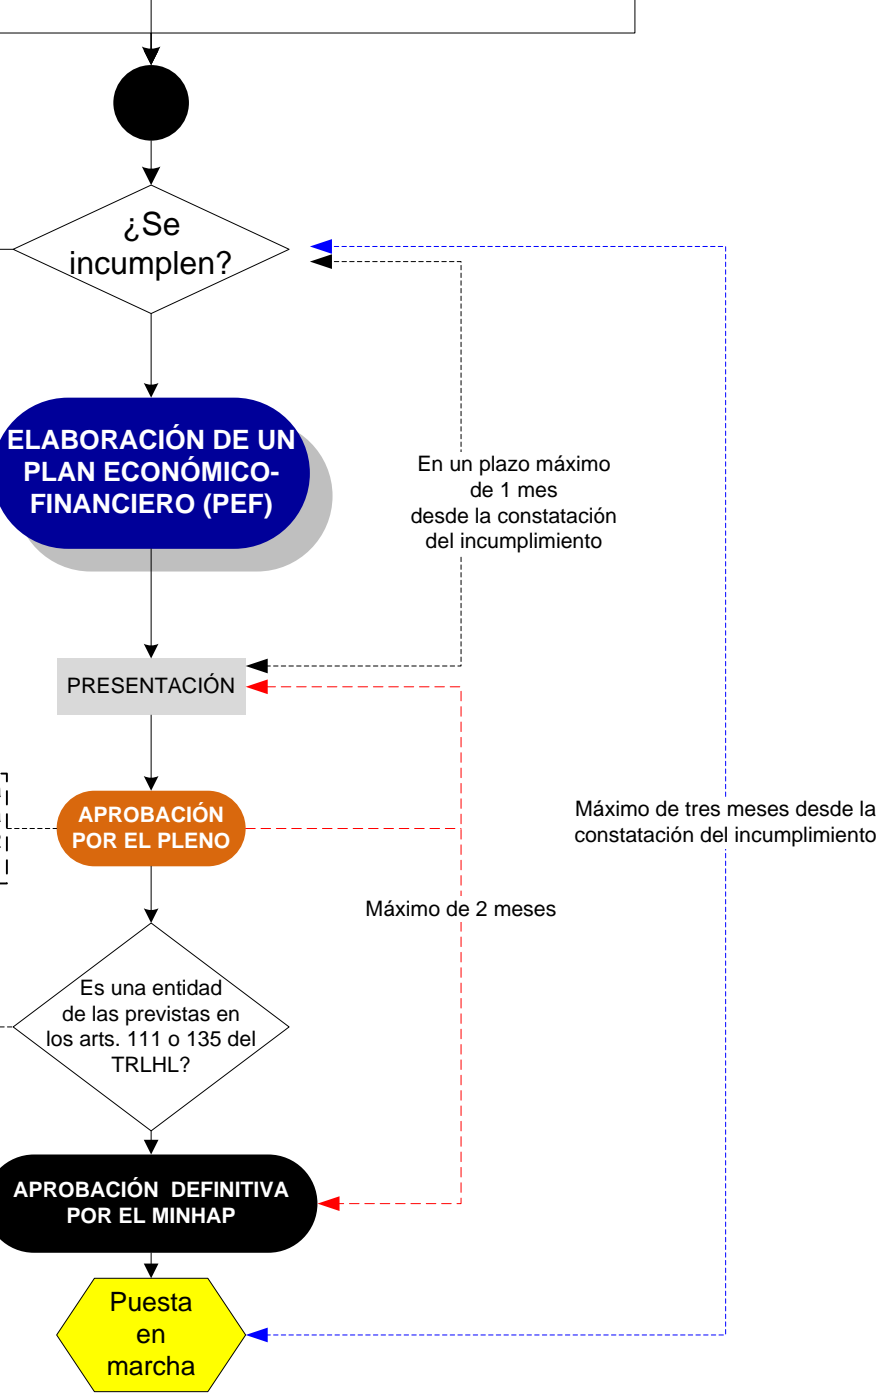 ¿Se
incumplen?
ELABORACIÓN DE UN
PLAN ECONÓMICO-
FINANCIERO (PEF)
En un plazo máximo
de 1 mes
desde la constatación
del incumplimiento
PRESENTACIÓN
APROBACIÓN
POR EL PLENO
Máximo de tres meses desde la
constatación del incumplimiento
Máximo de 2 meses
Es una entidad
de las previstas en
los arts. 111 o 135 del
TRLHL?
APROBACIÓN  DEFINITIVA
POR EL MINHAP
Puesta
en
marcha